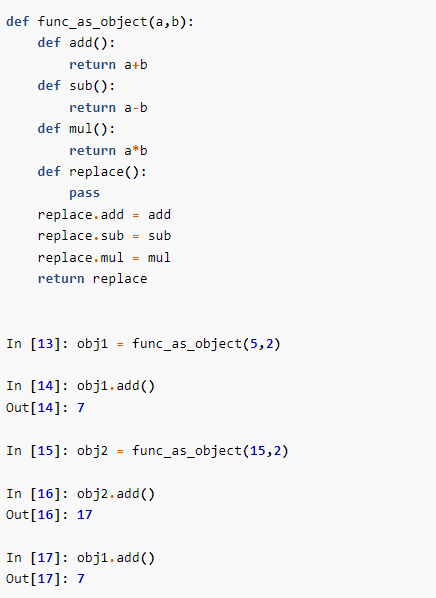 def func_as_object(a,b):
    def add():
        return a+b
    def sub():
        return a-b
    def mul():
        return a*b
    def replace():
        pass
    replace.add = add
    replace.sub = sub
    replace.mul = mul
    return replace
In [13]: obj1 = func_as_object(5,2)
In [14]: obj1.add()
Out[14]: 7
In [15]: obj2 = func_as_object(15,2)
In [16]: obj2.add()
Out[16]: 17
In [17]: obj1.add()
Out[17]: 7